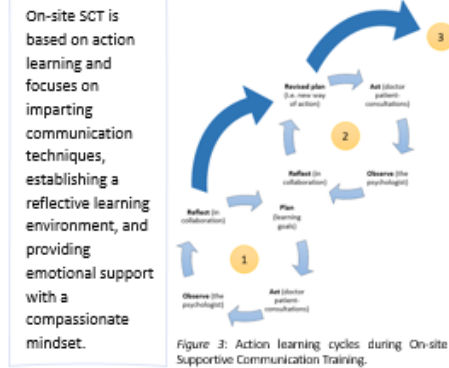 On-site SCT is
based on action
learning and
focuses on
imparting
communication
techniques,
establishing a
reflective learning
environment, and
providing
emotional support
with a
compassionate
mindset.
3
Revised plan
(i.e. new way
of action)
Act (doctor
patient-
consultations)
2
Reflect (in
collaboration)
Observe (the
psychologist)
Reflect (in
collaboration)
Plan
(learning
goals)
1
Observe (the
psychologist)
Act (doctor
patient-
consultations)
Figure 3: Action learning cycles during On-site
Supportive Communication Training.